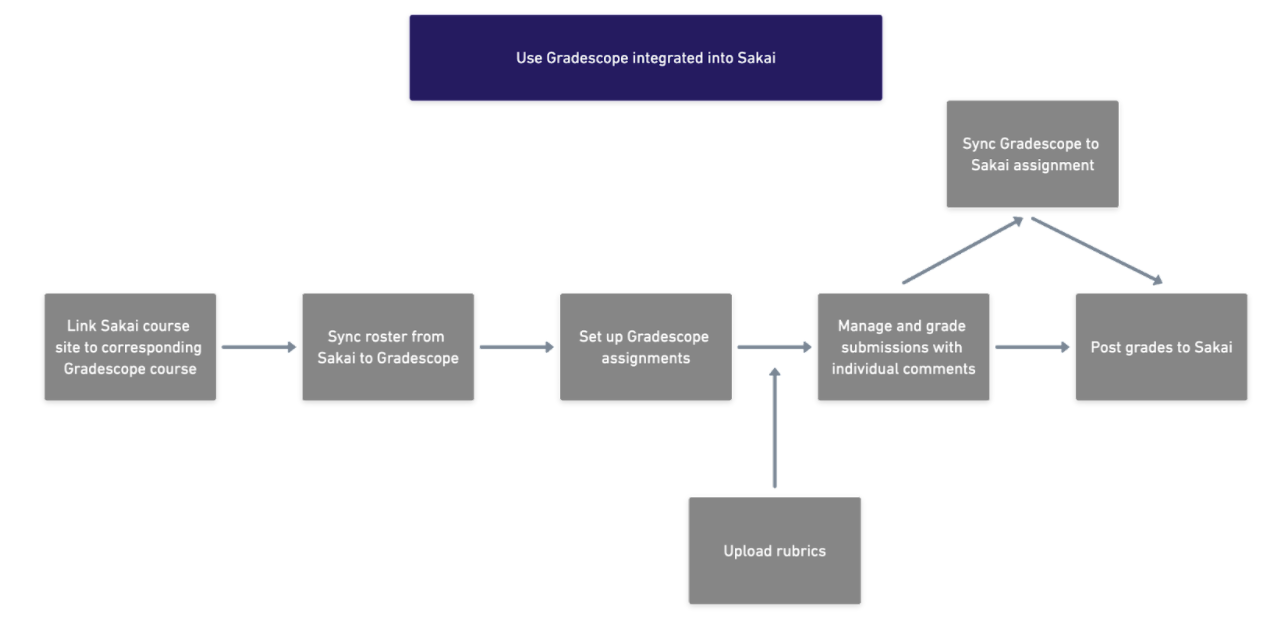 Use Gradescope integrated into Sakai
Sync Gradescope to
Sakai assignment
Link Sakai course
site to corresponding
Gradescope course
Sync roster from
Sakai to Gradescope
Set up Gradescope
assignments
Manage and grade
submissions with
individual comments
Post grades to Sakai
Upload rubrics